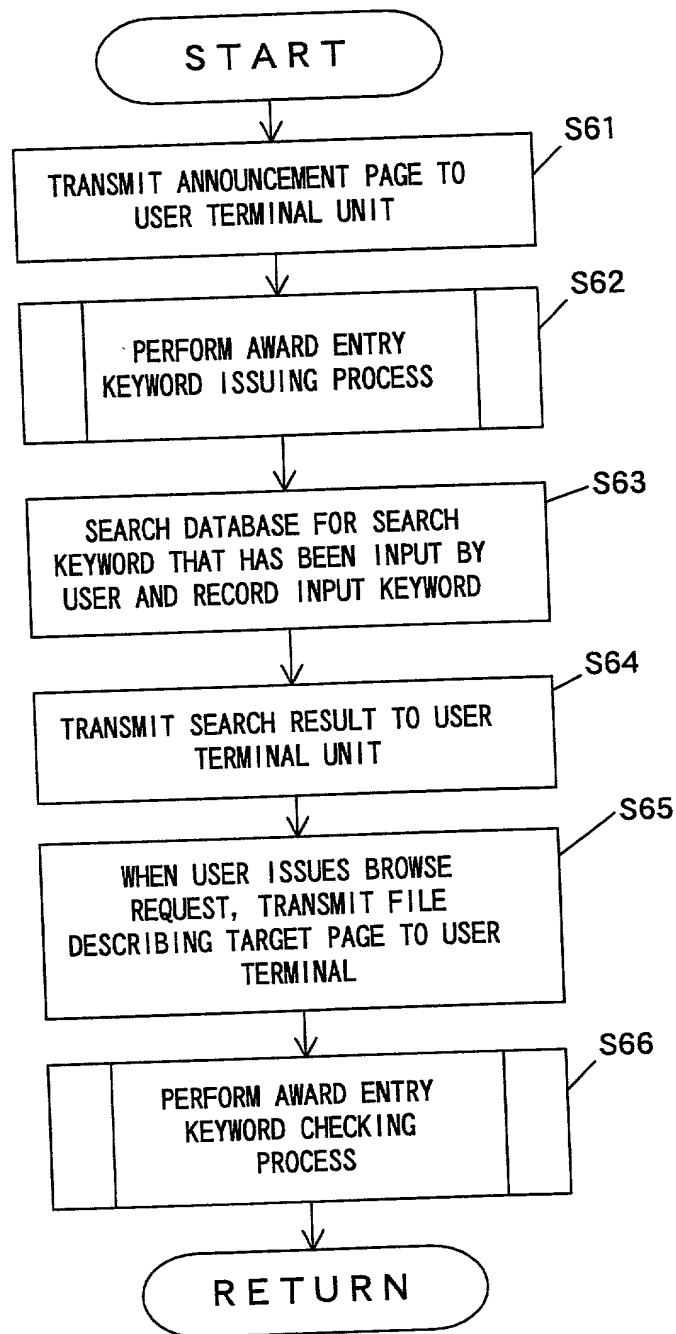 START
S61
TRANSMIT ANNOUNCEMENT PAGE TO
USER TERMINAL UNIT
S62
PERFORM AWARD ENTRY
KEYWORD ISSUING PROCESS
S63
SEARCH DATABASE FOR SEARCH
KEYWORD THAT HAS BEEN INPUT BY
USER AND RECORD INPUT KEYWORD
S64
TRANSMIT SEARCH RESULT TO USER
TERMINAL UNIT
S65
WHEN USER ISSUES BROWSE
REQUEST, TRANSMIT FILE
DESCRIBING TARGET PAGE TO USER
TERMINAL
S66
PERFORM AWARD ENTRY
KEYWORD CHECKING
PROCESS
RETURN